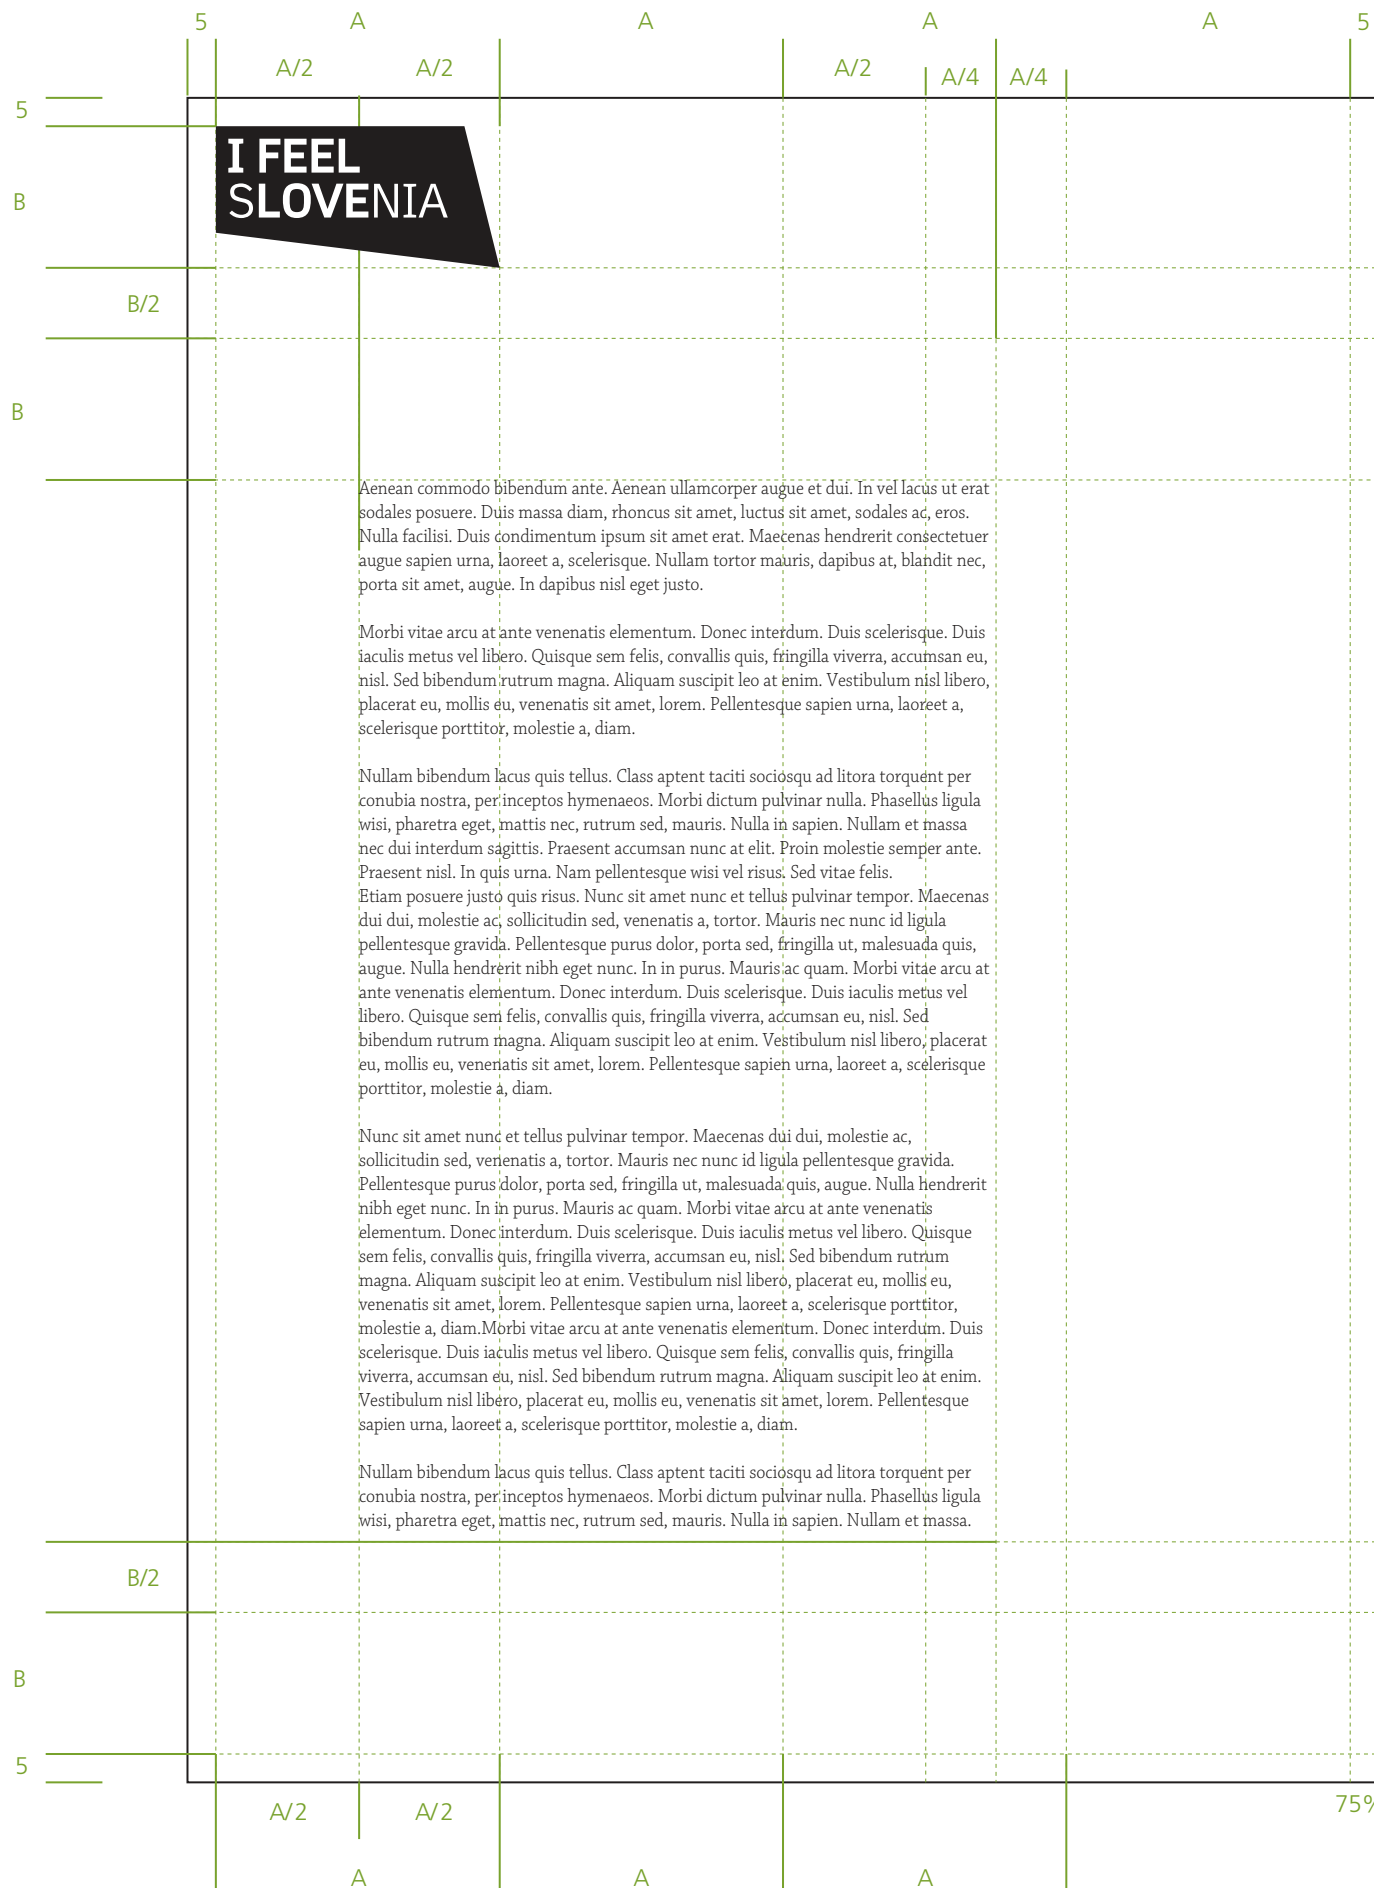 5 A A A A 5
A/2 A/2 A/2 A/4 A/4
5
I FEEL
SLOVENIA
B
B/2
B
Aenean commodo bibendum ante. Aenean ullamcorper augue et dui. In vel lacus ut erat
sodales posuere. Duis massa diam, rhoncus sit amet, luctus sit amet, sodales ac, eros.
Nulla facilisi. Duis condimentum ipsum sit amet erat. Maecenas hendrerit consectetuer
augue sapien urna, laoreet a, scelerisque. Nullam tortor mauris, dapibus at, blandit nec,
porta sit amet, augue. In dapibus nisl eget justo.
Morbi vitae arcu at ante venenatis elementum. Donec interdum. Duis scelerisque. Duis
iaculis metus vel libero. Quisque sem felis, convallis quis, fringilla viverra, accumsan eu,
nisl. Sed bibendum rutrum magna. Aliquam suscipit leo at enim. Vestibulum nisl libero,
placerat eu, mollis eu, venenatis sit amet, lorem. Pellentesque sapien urna, laoreet a,
scelerisque porttitor, molestie a, diam.
Nullam bibendum lacus quis tellus. Class aptent taciti sociosqu ad litora torquent per
conubia nostra, per inceptos hymenaeos. Morbi dictum pulvinar nulla. Phasellus ligula
wisi, pharetra eget, mattis nec, rutrum sed, mauris. Nulla in sapien. Nullam et massa
nec dui interdum sagittis. Praesent accumsan nunc at elit. Proin molestie semper ante.
Praesent nisl. In quis urna. Nam pellentesque wisi vel risus. Sed vitae felis.
Etiam posuere justo quis risus. Nunc sit amet nunc et tellus pulvinar tempor. Maecenas
dui dui, molestie ac, sollicitudin sed, venenatis a, tortor. Mauris nec nunc id ligula
pellentesque gravida. Pellentesque purus dolor, porta sed, fringilla ut, malesuada quis,
augue. Nulla hendrerit nibh eget nunc. In in purus. Mauris ac quam. Morbi vitae arcu at
ante venenatis elementum. Donec interdum. Duis scelerisque. Duis iaculis metus vel
libero. Quisque sem felis, convallis quis, fringilla viverra, accumsan eu, nisl. Sed
bibendum rutrum magna. Aliquam suscipit leo at enim. Vestibulum nisl libero, placerat
eu, mollis eu, venenatis sit amet, lorem. Pellentesque sapien urna, laoreet a, scelerisque
porttitor, molestie a, diam.
Nunc sit amet nunc et tellus pulvinar tempor. Maecenas dui dui, molestie ac,
sollicitudin sed, venenatis a, tortor. Mauris nec nunc id ligula pellentesque gravida.
Pellentesque purus dolor, porta sed, fringilla ut, malesuada quis, augue. Nulla hendrerit
nibh eget nunc. In in purus. Mauris ac quam. Morbi vitae arcu at ante venenatis
elementum. Donec interdum. Duis scelerisque. Duis iaculis metus vel libero. Quisque
sem felis, convallis quis, fringilla viverra, accumsan eu, nisl. Sed bibendum rutrum
magna. Aliquam suscipit leo at enim. Vestibulum nisl libero, placerat eu, mollis eu,
venenatis sit amet, lorem. Pellentesque sapien urna, laoreet a, scelerisque porttitor,
molestie a, diam.Morbi vitae arcu at ante venenatis elementum. Donec interdum. Duis
scelerisque. Duis iaculis metus vel libero. Quisque sem felis, convallis quis, fringilla
viverra, accumsan eu, nisl. Sed bibendum rutrum magna. Aliquam suscipit leo at enim.
Vestibulum nisl libero, placerat eu, mollis eu, venenatis sit amet, lorem. Pellentesque
sapien urna, laoreet a, scelerisque porttitor, molestie a, diam.
Nullam bibendum lacus quis tellus. Class aptent taciti sociosqu ad litora torquent per
conubia nostra, per inceptos hymenaeos. Morbi dictum pulvinar nulla. Phasellus ligula
wisi, pharetra eget, mattis nec, rutrum sed, mauris. Nulla in sapien. Nullam et massa.
B/2
B
5
75%
A/2 A/2
A A A